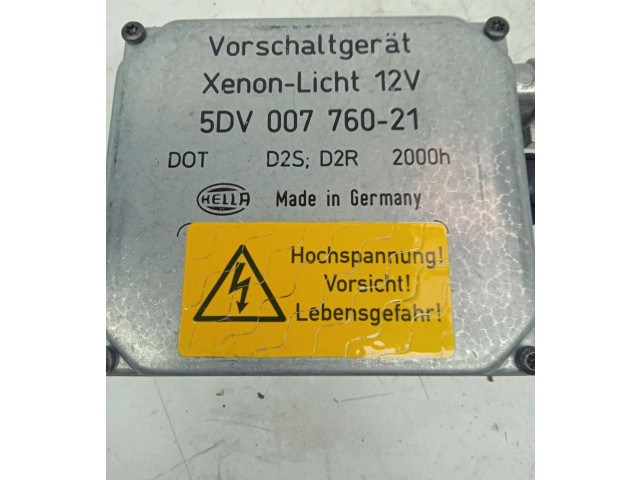 Vorschaltgerät
Xenon-Licht 12V
5DV 007 760-21
DOT D2S; D2R 2000h
HELLA Made in Germany
Hochspannung!
Vorsicht!
Lebensgefahr!